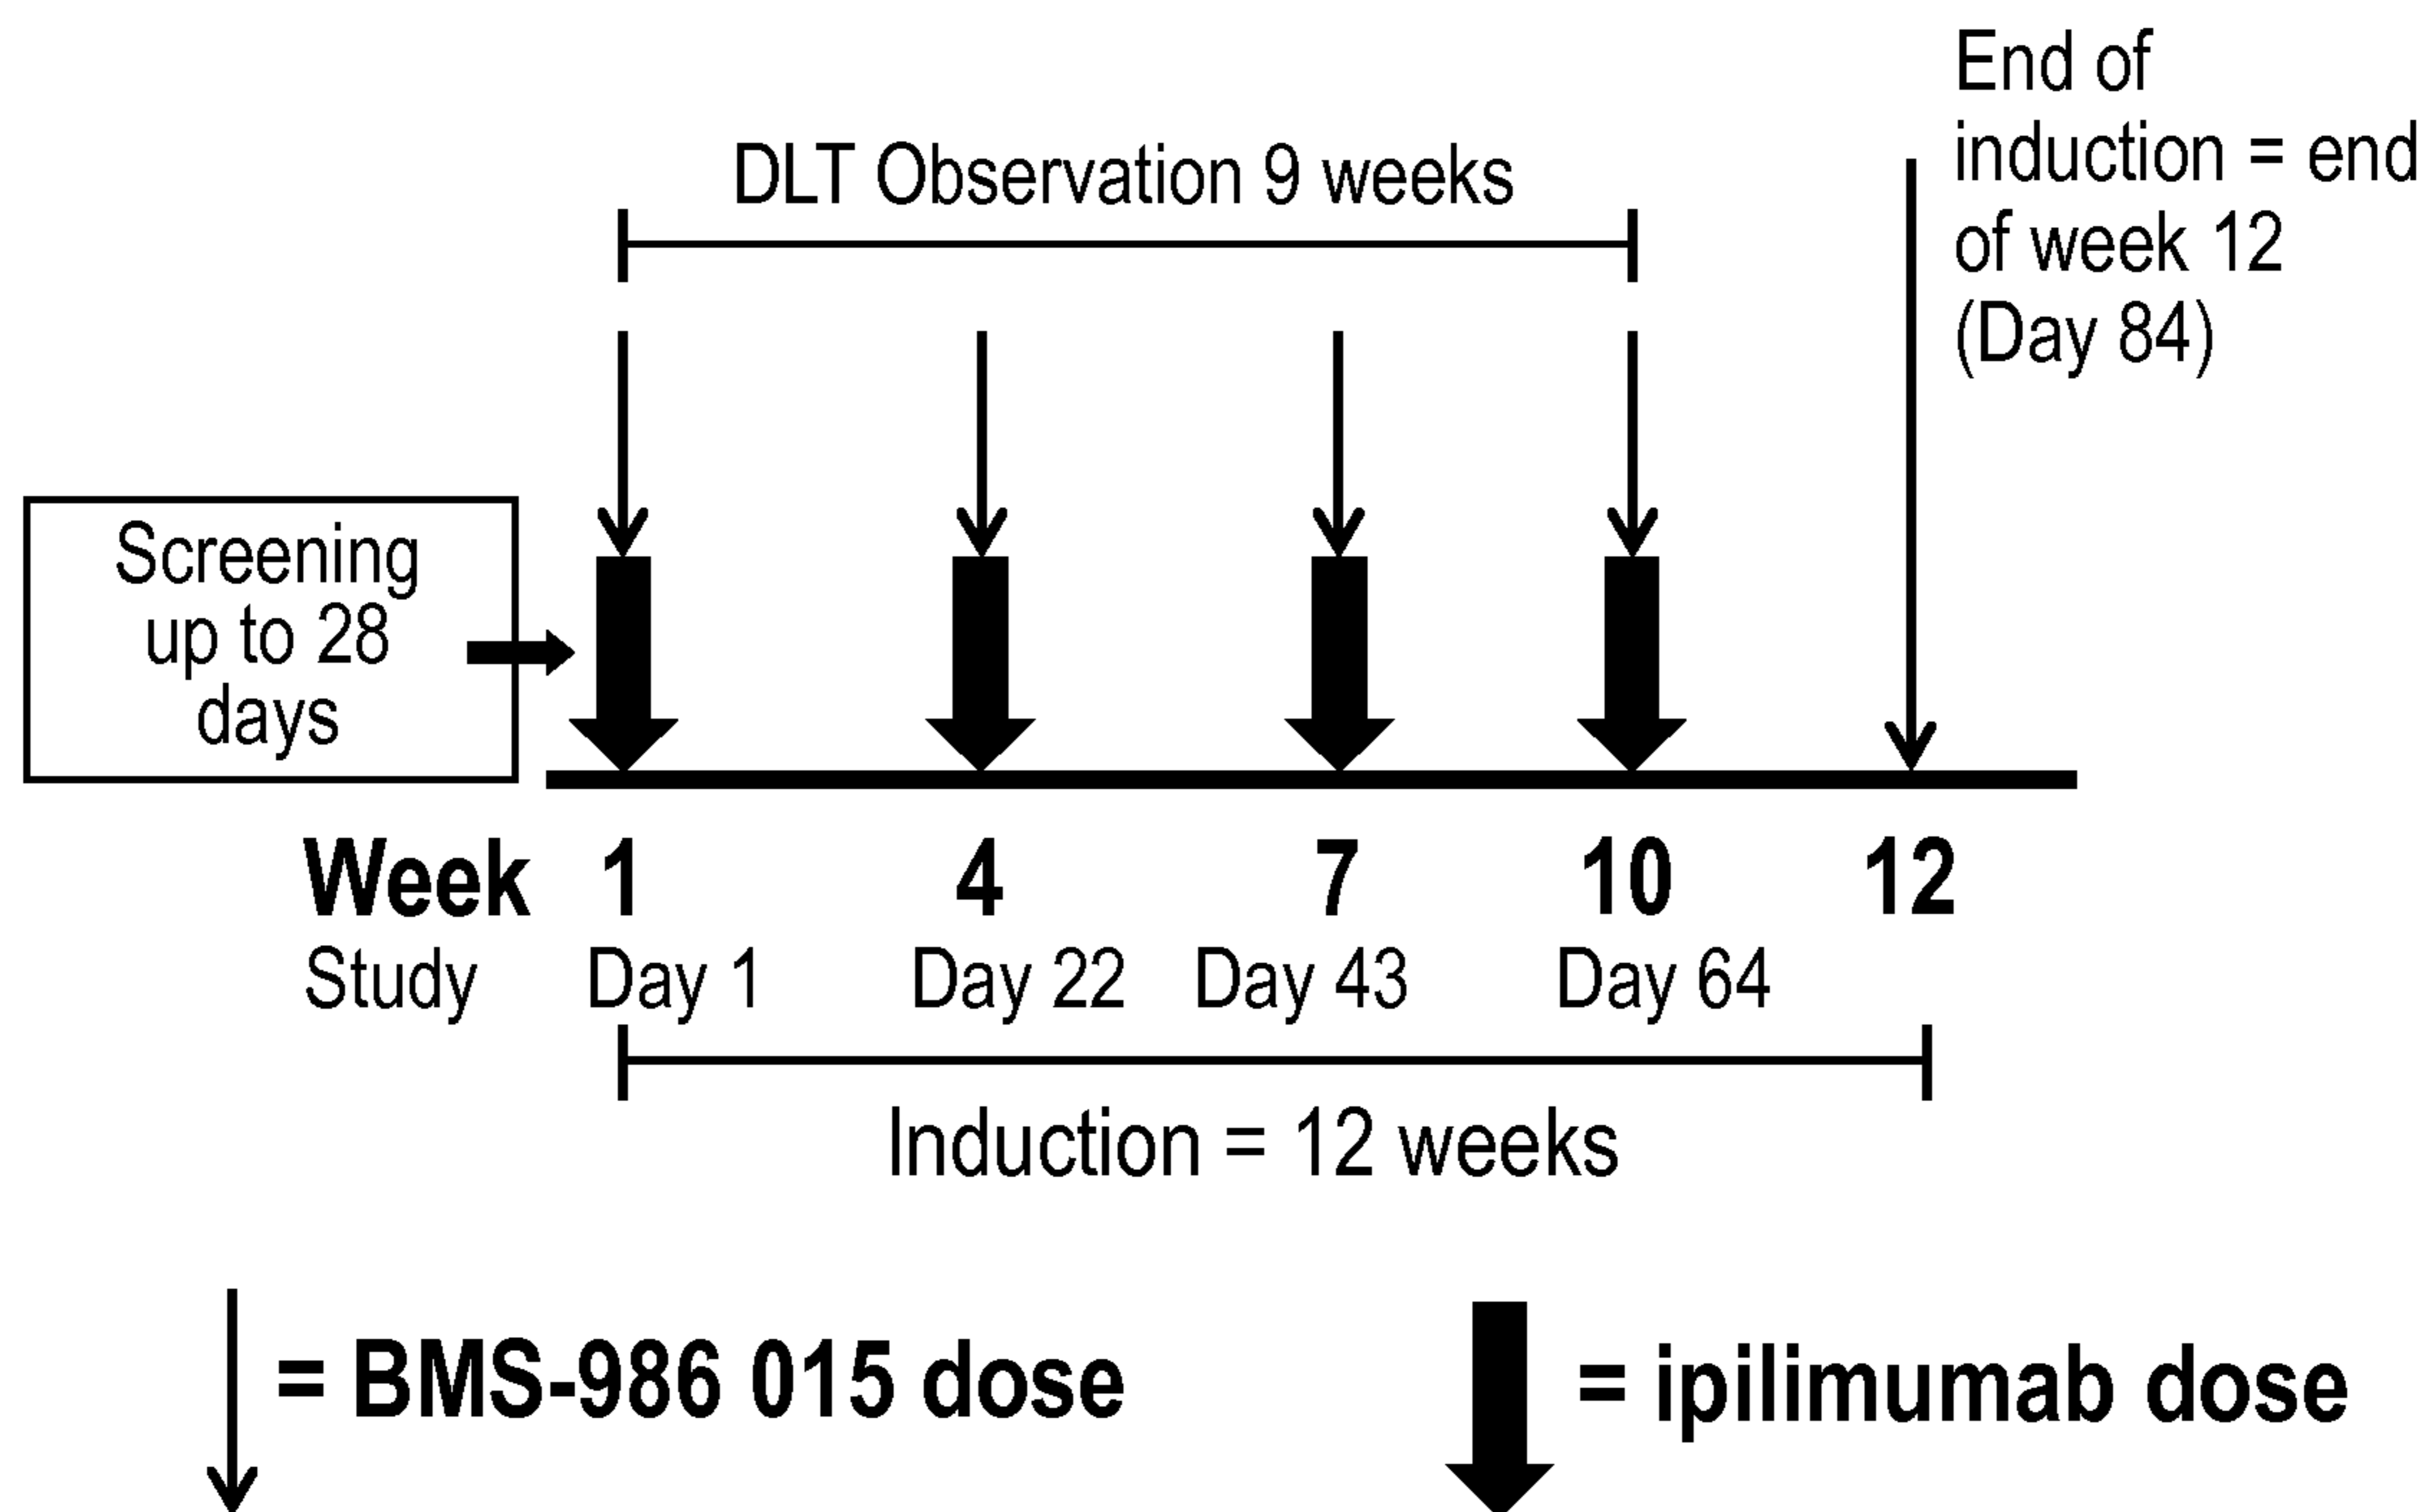 End of
induction = end
of week 12
(Day 84)
DLT Observation 9 weeks
Screening
up to 28
days
Week 1 4 7 10 12
Study Day 1 Day 22 Day 43 Day 64
Induction = 12 weeks
= BMS-986 015 dose
= ipilimumab dose